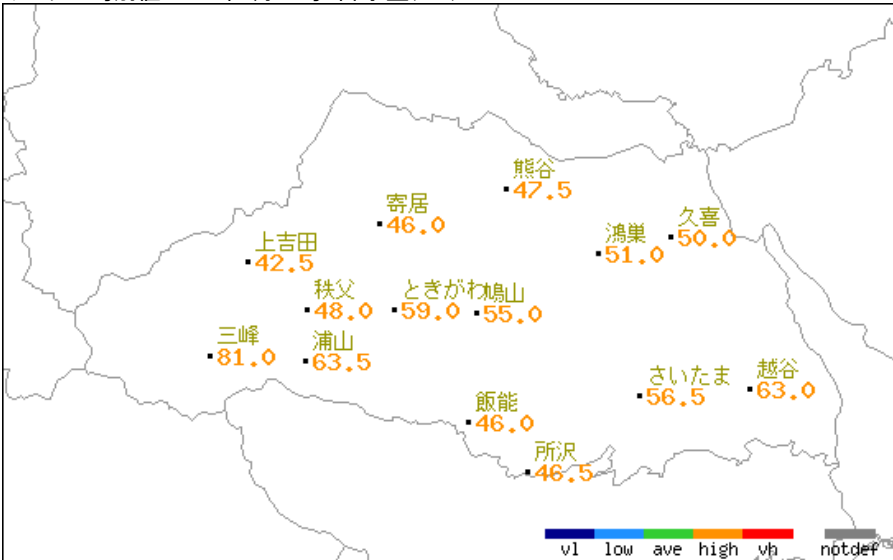 熊谷
47.5
寄居
46.0
久喜
50.0
鴻巣
51.0
上吉田
42.5
秩父
48.0
ときがわ
59.0
鳩山
55.0
三峰
81.0
浦山
63.5
さいたま
56.5
越谷
63.0
飯能
46.0
所沢
46.5
vl low ave high vh notdef